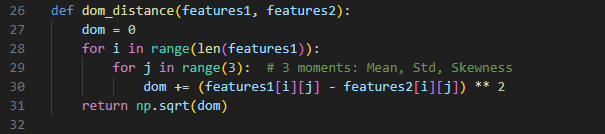 26 def dom_distance(features1, features2):
27     dom = 0
28     for i in range(len(features1)):
29         for j in range(3):  # 3 moments: Mean, Std, Skewness
30             dom += (features1[i][j] - features2[i][j]) ** 2
31     return np.sqrt(dom)
32